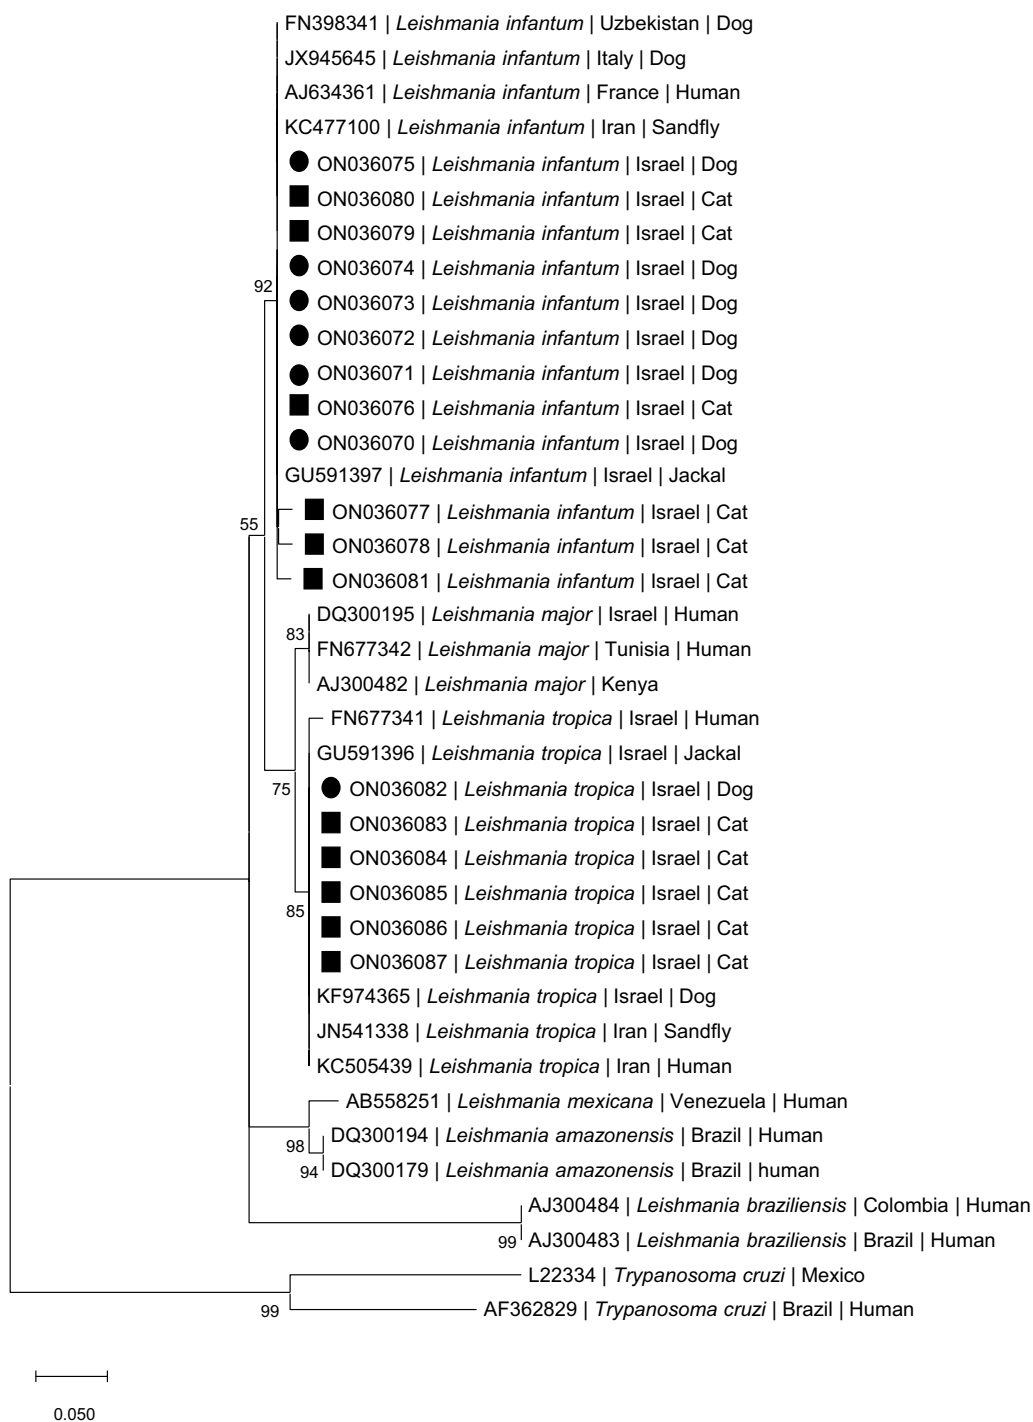 FN398341 | Leishmania infantum | Uzbekistan | Dog
JX945645 | Leishmania infantum | Italy | Dog
AJ634361 | Leishmania infantum | France | Human
KC477100 | Leishmania infantum | Iran | Sandfly
ON036075 | Leishmania infantum | Israel | Dog
ON036080 | Leishmania infantum | Israel | Cat
ON036079 | Leishmania infantum | Israel | Cat
ON036074 | Leishmania infantum | Israel | Dog
92
ON036073 | Leishmania infantum | Israel | Dog
ON036072 | Leishmania infantum | Israel | Dog
ON036071 | Leishmania infantum | Israel | Dog
ON036076 | Leishmania infantum | Israel | Cat
ON036070 | Leishmania infantum | Israel | Dog
GU591397 | Leishmania infantum | Israel | Jackal
ON036077 | Leishmania infantum | Israel | Cat
55
ON036078 | Leishmania infantum | Israel | Cat
ON036081 | Leishmania infantum | Israel | Cat
DQ300195 | Leishmania major | Israel | Human
83
FN677342 | Leishmania major | Tunisia | Human
AJ300482 | Leishmania major | Kenya
FN677341 | Leishmania tropica | Israel | Human
GU591396 | Leishmania tropica | Israel | Jackal
75
ON036082 | Leishmania tropica | Israel | Dog
ON036083 | Leishmania tropica | Israel | Cat
ON036084 | Leishmania tropica | Israel | Cat
ON036085 | Leishmania tropica | Israel | Cat
85
ON036086 | Leishmania tropica | Israel | Cat
ON036087 | Leishmania tropica | Israel | Cat
KF974365 | Leishmania tropica | Israel | Dog
JN541338 | Leishmania tropica | Iran | Sandfly
KC505439 | Leishmania tropica | Iran | Human
AB558251 | Leishmania mexicana | Venezuela | Human
DQ300194 | Leishmania amazonensis | Brazil | Human
98
94
DQ300179 | Leishmania amazonensis | Brazil | human
AJ300484 | Leishmania braziliensis | Colombia | Human
99
AJ300483 | Leishmania braziliensis | Brazil | Human
L22334 | Trypanosoma cruzi | Mexico
99
AF362829 | Trypanosoma cruzi | Brazil | Human
0.050